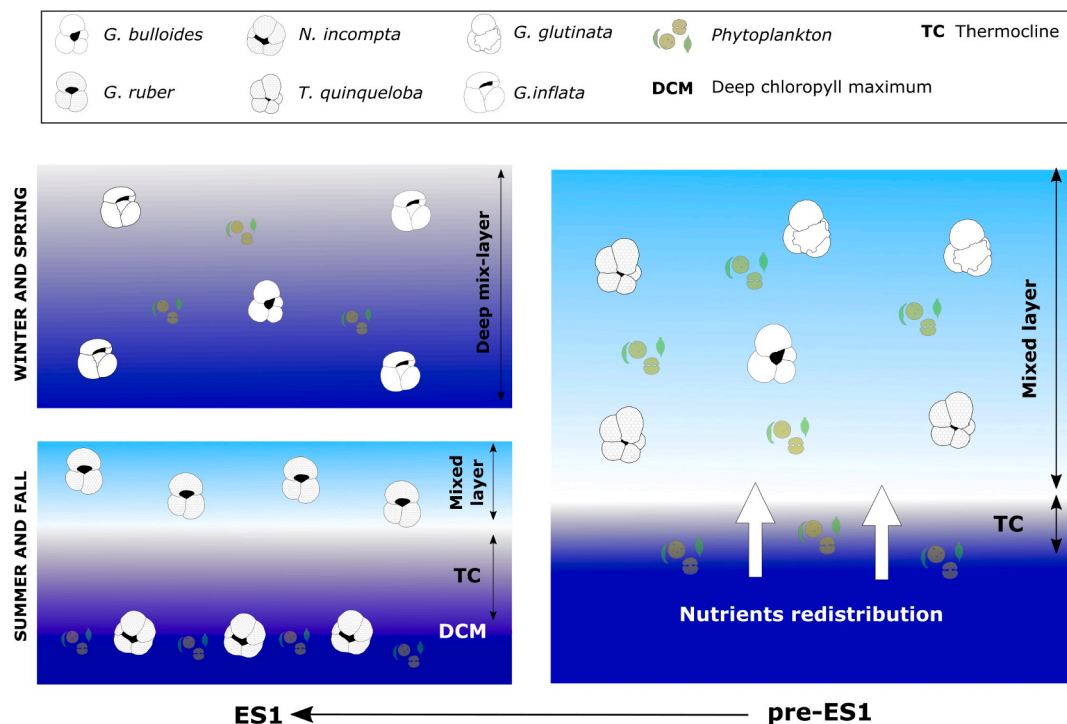 G. bulloides
N. incompta
G. glutinata
Phytoplankton
TC Thermocline
G. ruber
T. quinqueloba
G.inflata
DCM Deep chloropyll maximum
WINTER AND SPRING
Deep mix-layer
SUMMER AND FALL
Mixed
layer
TC
DCM
Mixed layer
TC
Nutrients redistribution
ES1
pre-ES1